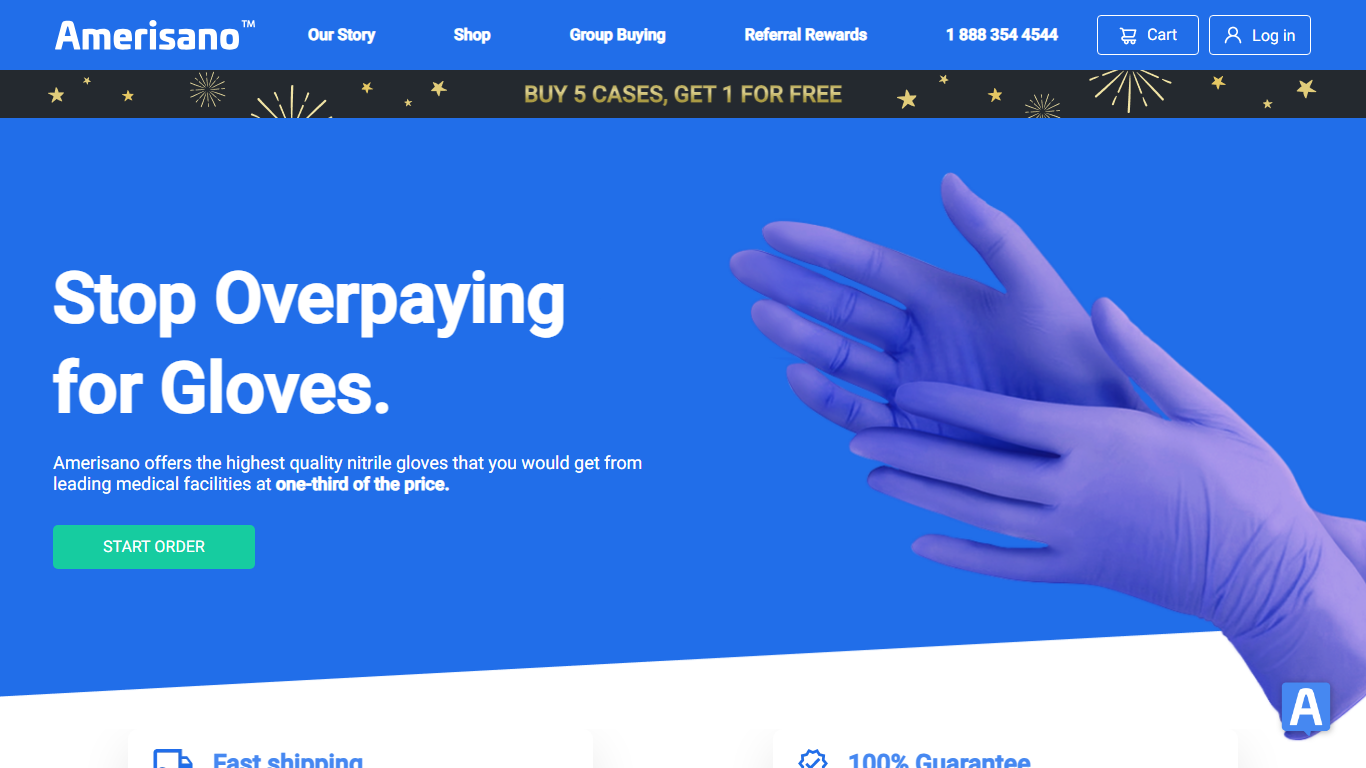 Amerisano™
Our Story
Shop
Group Buying
Referral Rewards
1 888 354 4544
Cart
Log in
BUY 5 CASES, GET 1 FOR FREE
Stop Overpaying
for Gloves.
Amerisano offers the highest quality nitrile gloves that you would get from
leading medical facilities at one-third of the price.
START ORDER
A
Fast shipping
100% Guarantee